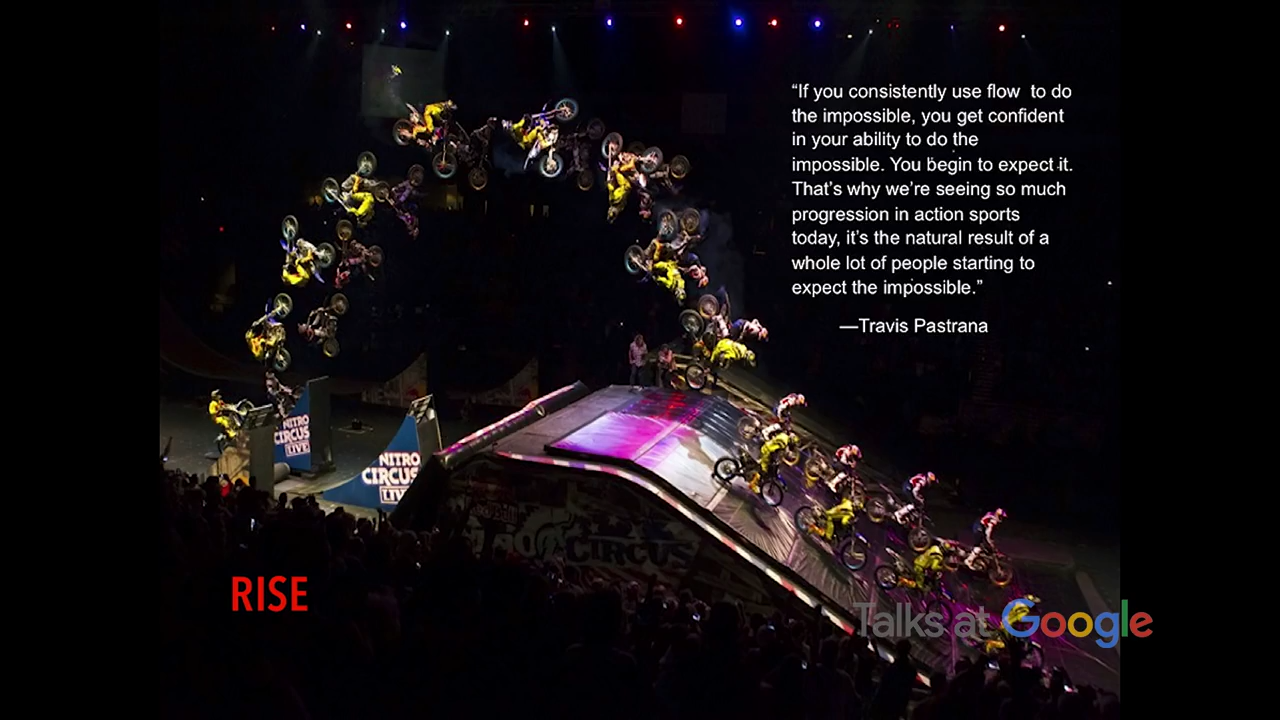 “If you consistently use flow to do
the impossible, you get confident
in your ability to do the
impossible. You begin to expect it.
That’s why we’re seeing so much
progression in action sports
today, it’s the natural result of a
whole lot of people starting to
expect the impossible.”
—Travis Pastrana
NITRO
CIRCUS
LIVE
NITRO
CIRCUS
LIVE
CIRCUS
RISE
Talks at Google